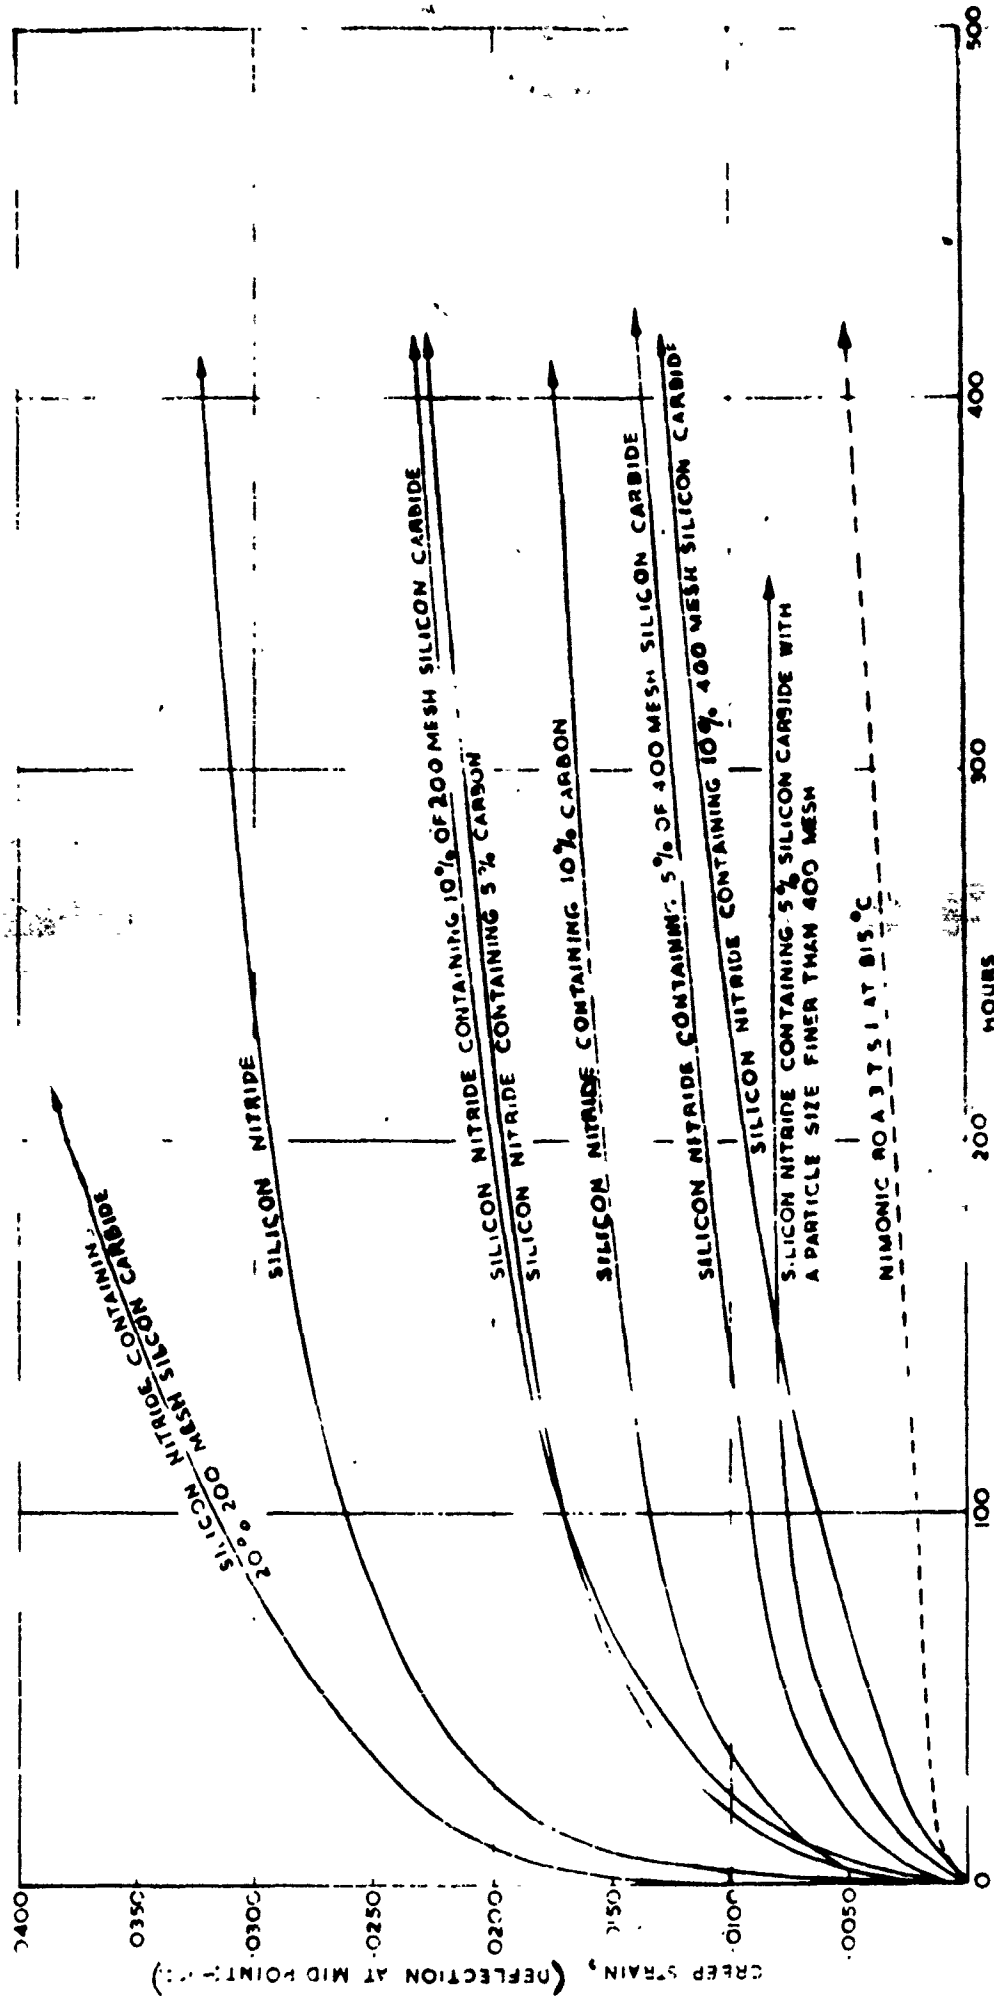 SILICON NITRIDE CONTAINING
20% 200 MESH SILICON CARBIDE
SILICON NITRIDE
SILICON NITRIDE CONTAINING 10% OF 200 MESH SILICON CARBIDE
SILICON NITRIDE CONTAINING 5% CARBON
SILICON NITRIDE CONTAINING 10% CARBON
SILICON NITRIDE CONTAINING 5% OF 400 MESH SILICON CARBIDE
SILICON NITRIDE CONTAINING 10% 400 MESH SILICON CARBIDE
SILICON NITRIDE CONTAINING 5% SILICON CARBIDE WITH
A PARTICLE SIZE FINER THAN 400 MESH
NIMONIC AT 815°C
CREEP STRAIN, (DEFLECTION AT MID POINT
0400
.0350
.0300
.0250
.0200
.0150
.0100
.0050
0
100
200
300
400
500
HOURS